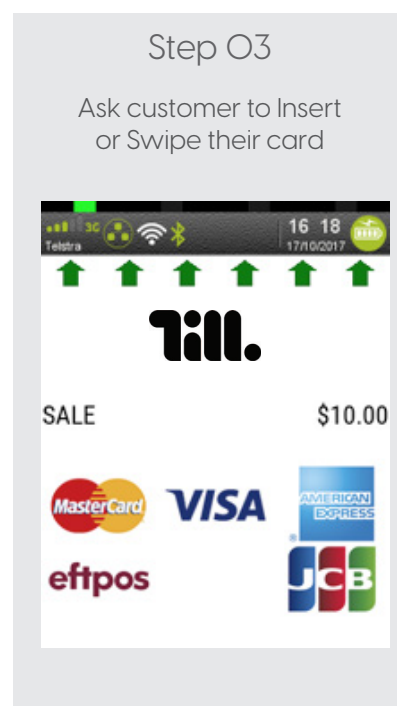 Step 03
Ask customer to Insert
or Swipe their card
3G
Telstra
16 18
17/10/2017
Till.
SALE
$10.00
MasterCard
VISA
AMERICAN
EXPRESS
®
eftpos
JCB